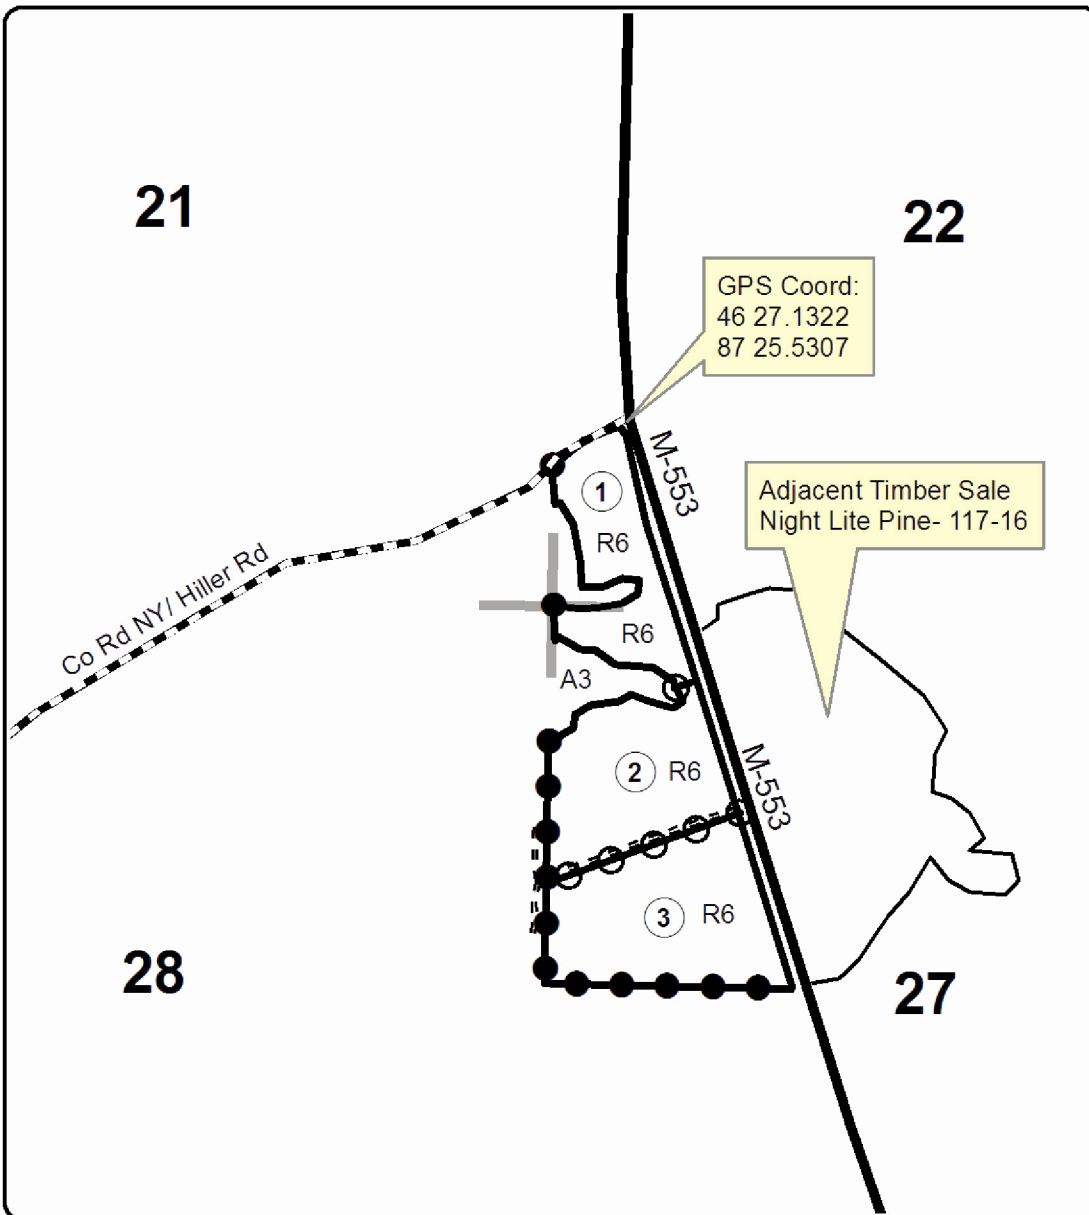 21
22
GPS Coord:
46 27.1322
87 25.5307
M-553
Adjacent Timber Sale
Night Lite Pine- 117-16
1
R6
Co Rd NY/ Hiller Rd
R6
A3
M-553
2 R6
3 R6
28
27